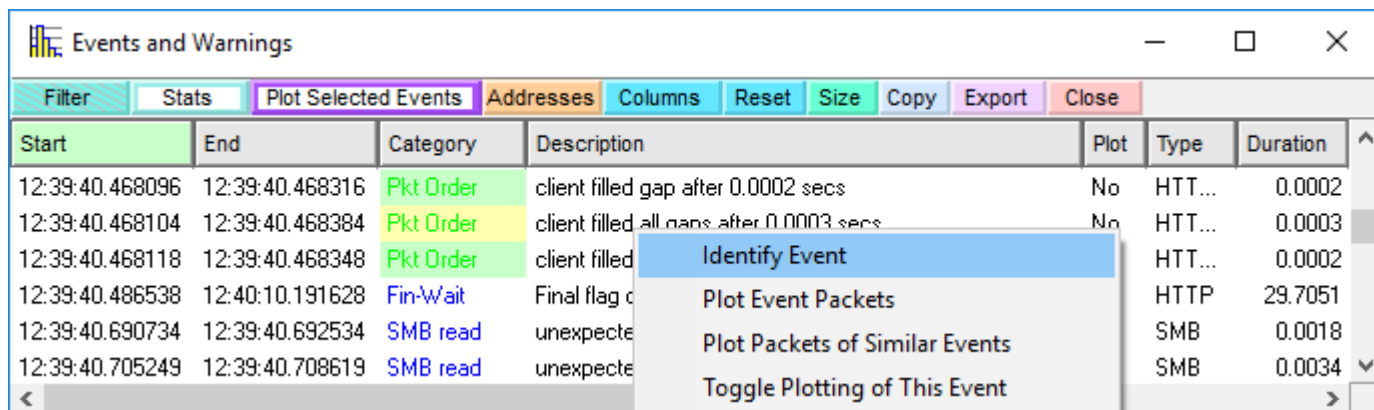 Events and Warnings
Filter Stats Plot Selected Events Addresses Columns Reset Size Copy Export Close
Start End Category Description Plot Type Duration
12:39:40.468096 12:39:40.468316 Pkt Order client filled gap after 0.0002 secs No HTT... 0.0002
12:39:40.468104 12:39:40.468384 Pkt Order client filled all gaps after 0.0003 secs No HTT... 0.0003
12:39:40.468118 12:39:40.468348 Pkt Order client filled HTT... 0.0002
12:39:40.486538 12:40:10.191628 Fin-Wait Final flag HTTP 29.7051
12:39:40.690734 12:39:40.692534 SMB read unexpecte SMB 0.0018
12:39:40.705249 12:39:40.708619 SMB read unexpecte SMB 0.0034
Identify Event
Plot Event Packets
Plot Packets of Similar Events
Toggle Plotting of This Event